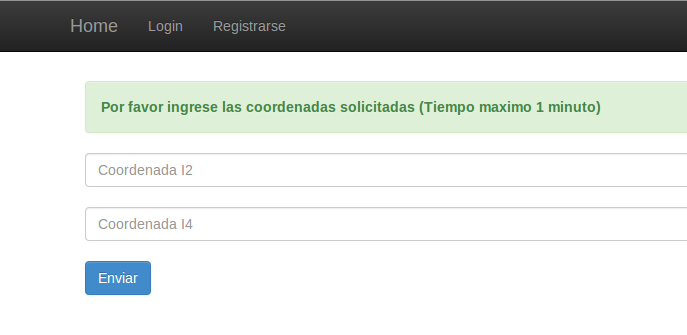 Home Login Registrarse
Por favor ingrese las coordenadas solicitadas (Tiempo maximo 1 minuto)
Coordenada I2
Coordenada I4
Enviar